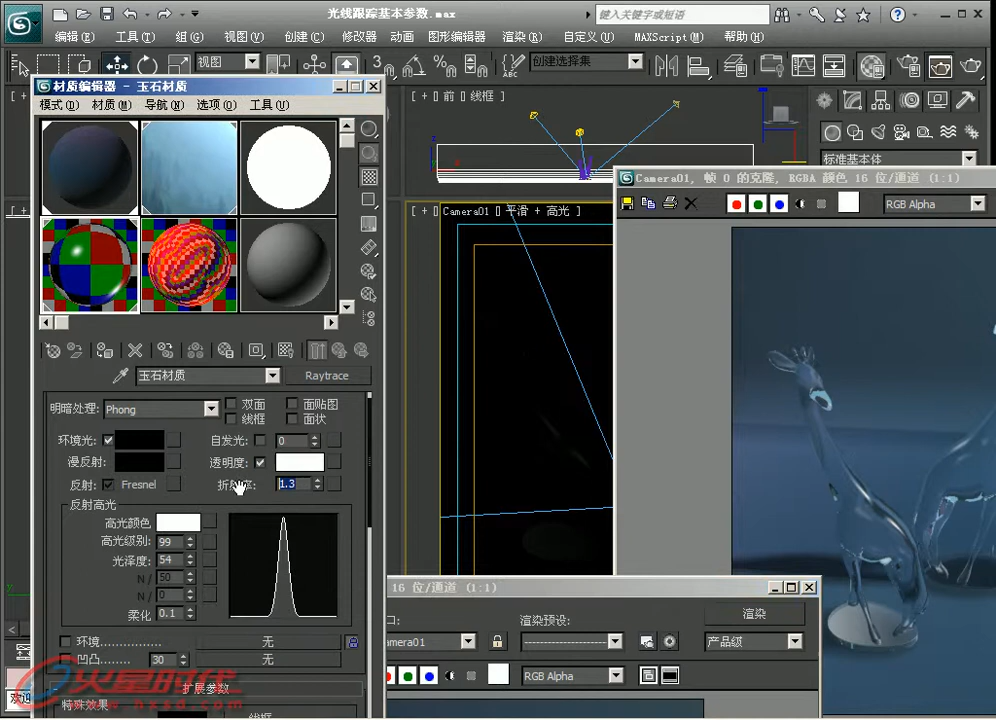 光线跟踪基本参数.max
键入关键字或短语
编辑(E) 工具(T) 组(G) 视图(V) 创建(C) 修改器 动画 图形编辑器 渲染(R) 自定义(U) MAXScript(M) 帮助(H)
视图
3
创建选择集
ABC
材质编辑器 - 玉石材质
模式(D) 材质(M) 导航(N) 选项(O) 工具(T)
[ + ] 前 [ 线框 ]
标准基本体
Camera01, 帧 0 的克隆, RGBA 颜色 16 位/通道 (1:1)
RGB Alpha
[ + ] Camera01 [ 平滑 + 高光 ]
玉石材质
Raytrace
明暗处理: Phong
双面 面贴图
线框 面状
环境光: 自发光: 0
漫反射: 透明度:
反射: Fresnel 1.3
反射高光
高光颜色
高光级别: 99
光泽度: 54
N / 50
N / 0
柔化 0.1
环境................ 无
凹凸........ 30 无
扩展参数
特殊效果
线框
火星时代
www.hxsd.com
欢迎
16 位/通道 (1:1)
口: 渲染预设: 渲染
amera01 -------------------- 产品级
RGB Alpha